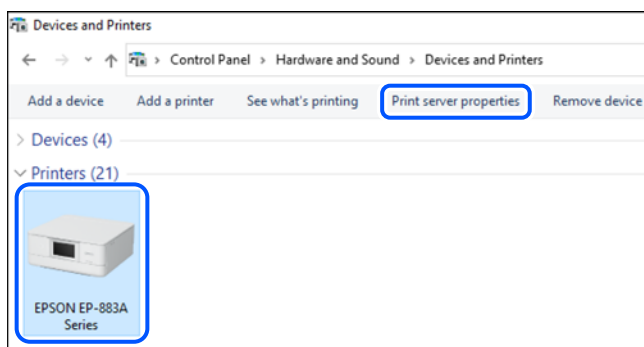 Devices and Printers
Control Panel > Hardware and Sound > Devices and Printers
Add a device Add a printer See what's printing Print server properties Remove device
Devices (4)
Printers (21)
EPSON EP-883A
Series